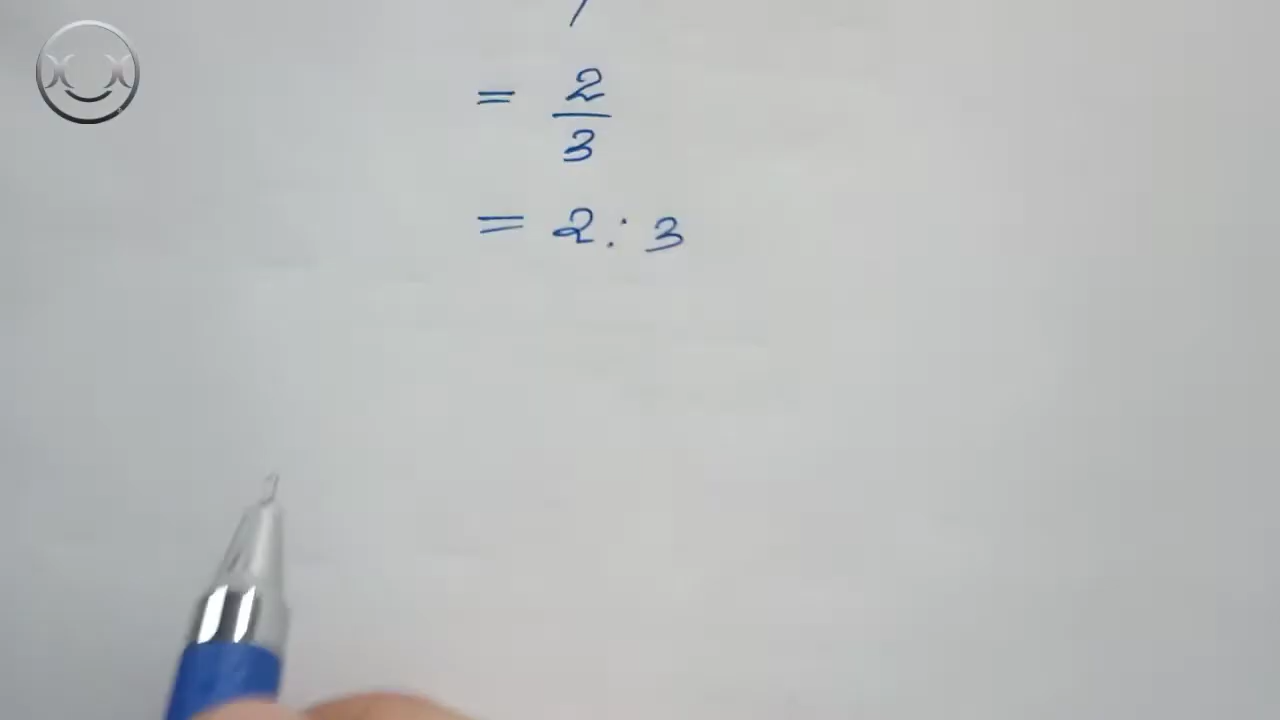 = 2/3
= 2 : 3